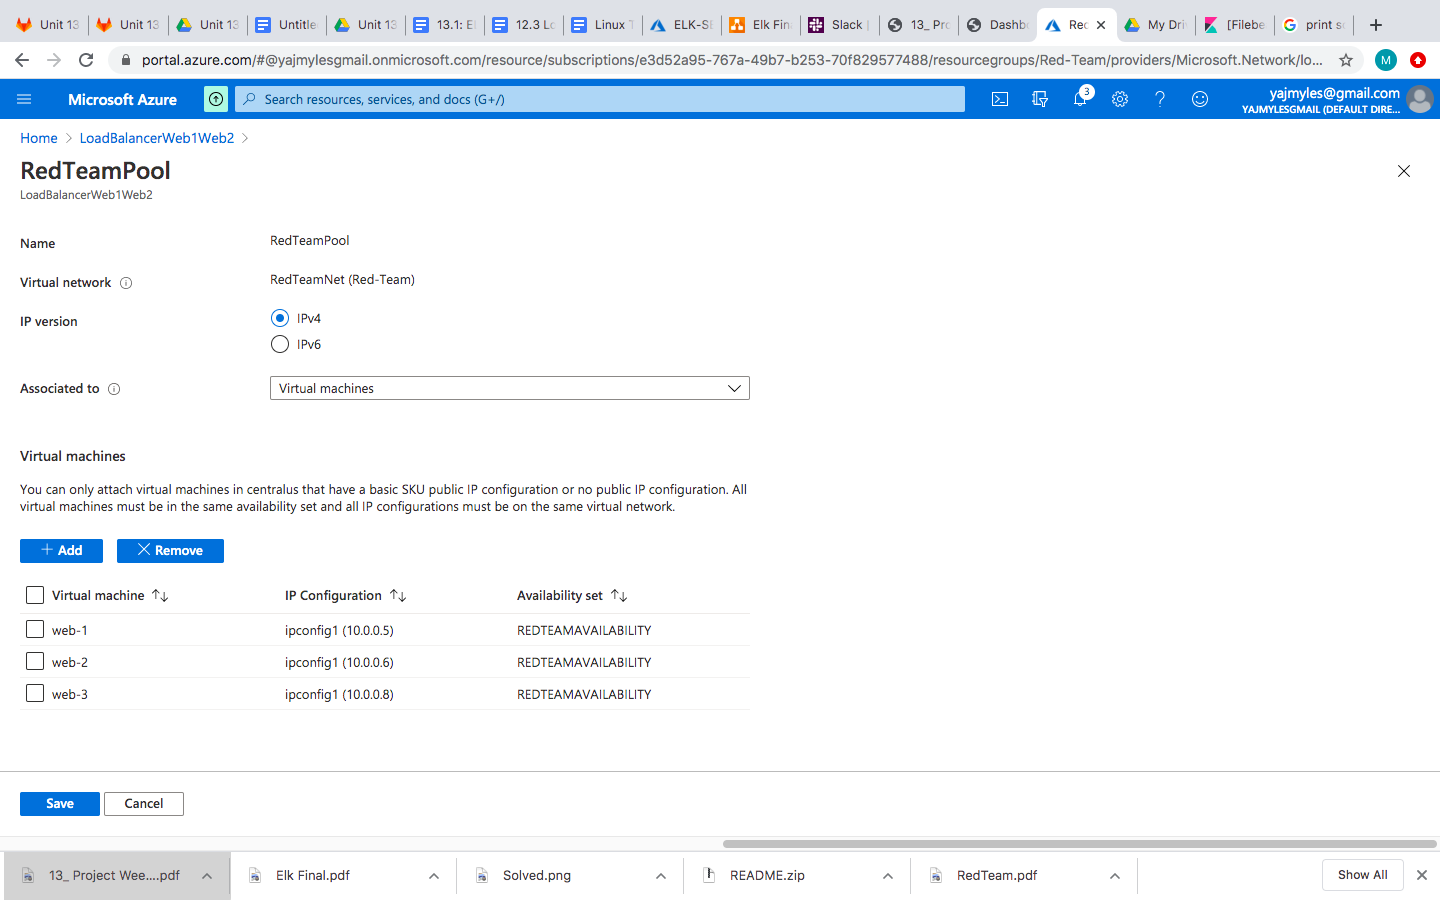 Unit 13
Unit 13
Unit 13
Untitle
Unit 13
13.1: El
12.3 Lo
Linux T
ELK-SE
Elk Fina
Slack |
13_ Pro
Dashbo
Rec
My Dri
[Filebe
print sc
portal.azure.com/#@yajmylesgmail.onmicrosoft.com/resource/subscriptions/e3d52a95-767a-49b7-b253-70f829577488/resourcegroups/Red-Team/providers/Microsoft.Network/lo...
M
Microsoft Azure
Search resources, services, and docs (G+/)
3
yajmyles@gmail.com
YAJMYLESGMAIL (DEFAULT DIRE...
Home > LoadBalancerWeb1Web2 >
RedTeamPool
LoadBalancerWeb1Web2
Name
RedTeamPool
Virtual network
RedTeamNet (Red-Team)
IP version
IPv4
IPv6
Associated to
Virtual machines
Virtual machines
You can only attach virtual machines in centralus that have a basic SKU public IP configuration or no public IP configuration. All
virtual machines must be in the same availability set and all IP configurations must be on the same virtual network.
+ Add
Remove
Virtual machine ↑↓ IP Configuration ↑↓ Availability set ↑↓
web-1 ipconfig1 (10.0.0.5) REDTEAMAVAILABILITY
web-2 ipconfig1 (10.0.0.6) REDTEAMAVAILABILITY
web-3 ipconfig1 (10.0.0.8) REDTEAMAVAILABILITY
Save
Cancel
13_ Project Wee....pdf
Elk Final.pdf
Solved.png
README.zip
RedTeam.pdf
Show All